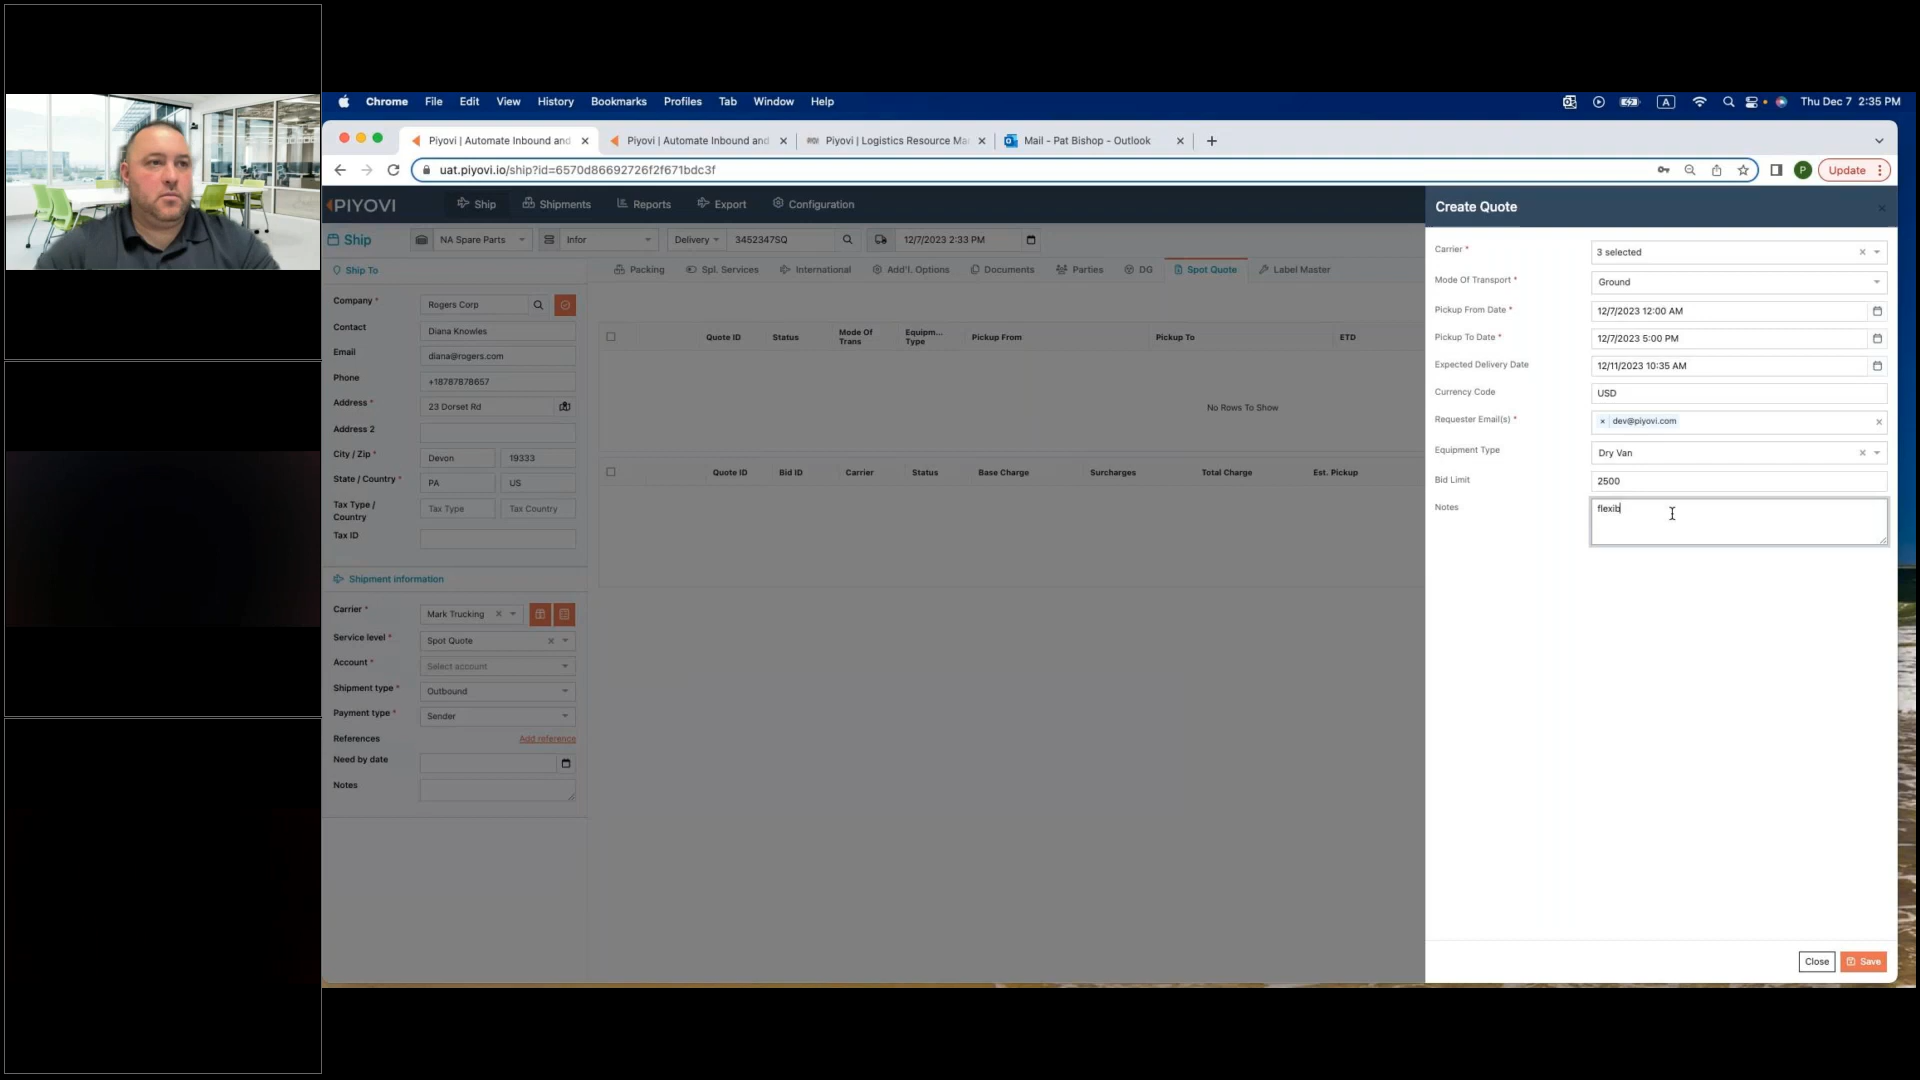 Chrome File Edit View History Bookmarks Profiles Tab Window Help
A
Thu Dec 7 2:35 PM
Piyovi | Automate Inbound and
Piyovi | Automate Inbound and
Piyovi | Logistics Resource Ma
Mail - Pat Bishop - Outlook
uat.piyovi.io/ship?id=6570d86692726f2f671bdc3f
P
Update
PIYOVI
Ship
Shipments
Reports
Export
Configuration
Ship
NA Spare Parts
Infor
Delivery
3452347SQ
12/7/2023 2:33 PM
Ship To
Packing
Spl. Services
International
Add'l. Options
Documents
Parties
DG
Spot Quote
Label Master
Company *
Rogers Corp
Contact
Diana Knowles
Email
diana@rogers.com
Phone
+18787878657
Address *
23 Dorset Rd
Address 2
City / Zip *
Devon
19333
State / Country *
PA
US
Tax Type / Country
Tax Type
Tax Country
Tax ID
Quote ID
Status
Mode Of Trans
Equipm... Type
Pickup From
Pickup To
ETD
No Rows To Show
Quote ID
Bid ID
Carrier
Status
Base Charge
Surcharges
Total Charge
Est. Pickup
Shipment information
Carrier *
Mark Trucking
Service level *
Spot Quote
Account *
Select account
Shipment type *
Outbound
Payment type *
Sender
References
Add reference
Need by date
Notes
Create Quote
Carrier *
3 selected
Mode Of Transport *
Ground
Pickup From Date *
12/7/2023 12:00 AM
Pickup To Date *
12/7/2023 5:00 PM
Expected Delivery Date
12/11/2023 10:35 AM
Currency Code
USD
Requester Email(s) *
× dev@piyovi.com
Equipment Type
Dry Van
Bid Limit
2500
Notes
flexib
Close
Save